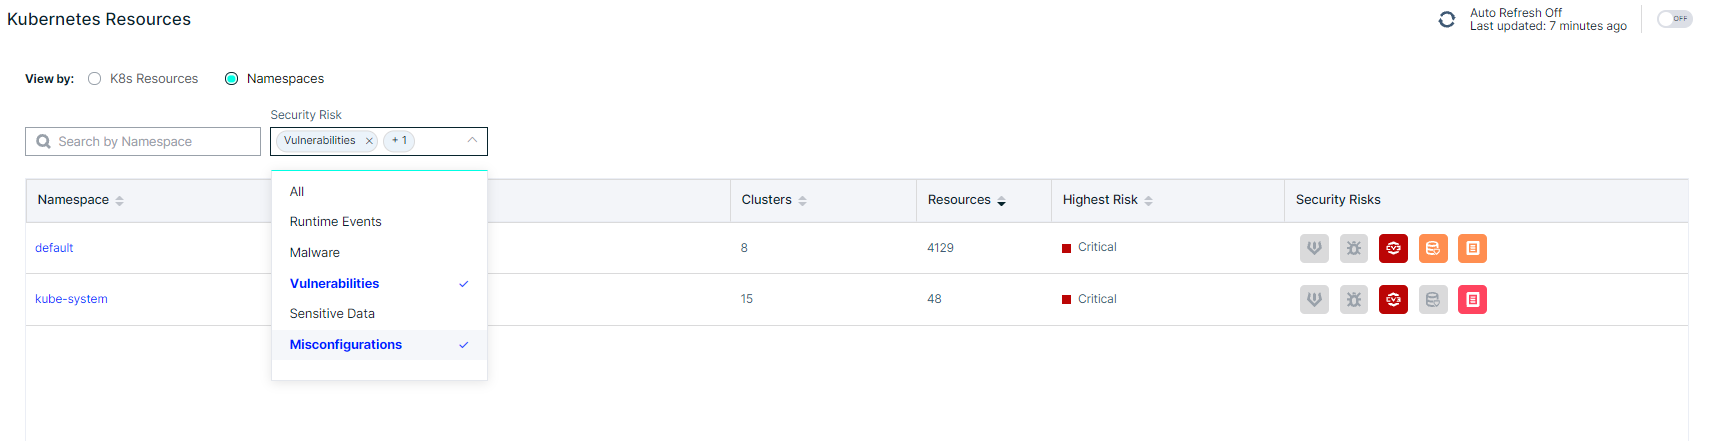 Kubernetes Resources
Auto Refresh Off
Last updated: 7 minutes ago
OFF
View by: K8s Resources Namespaces
Security Risk
Search by Namespace
Vulnerabilities × + 1
All
Runtime Events
Malware
Vulnerabilities
Sensitive Data
Misconfigurations
Namespace Clusters Resources Highest Risk Security Risks
default 8 4129 Critical CVE
kube-system 15 48 Critical CVE